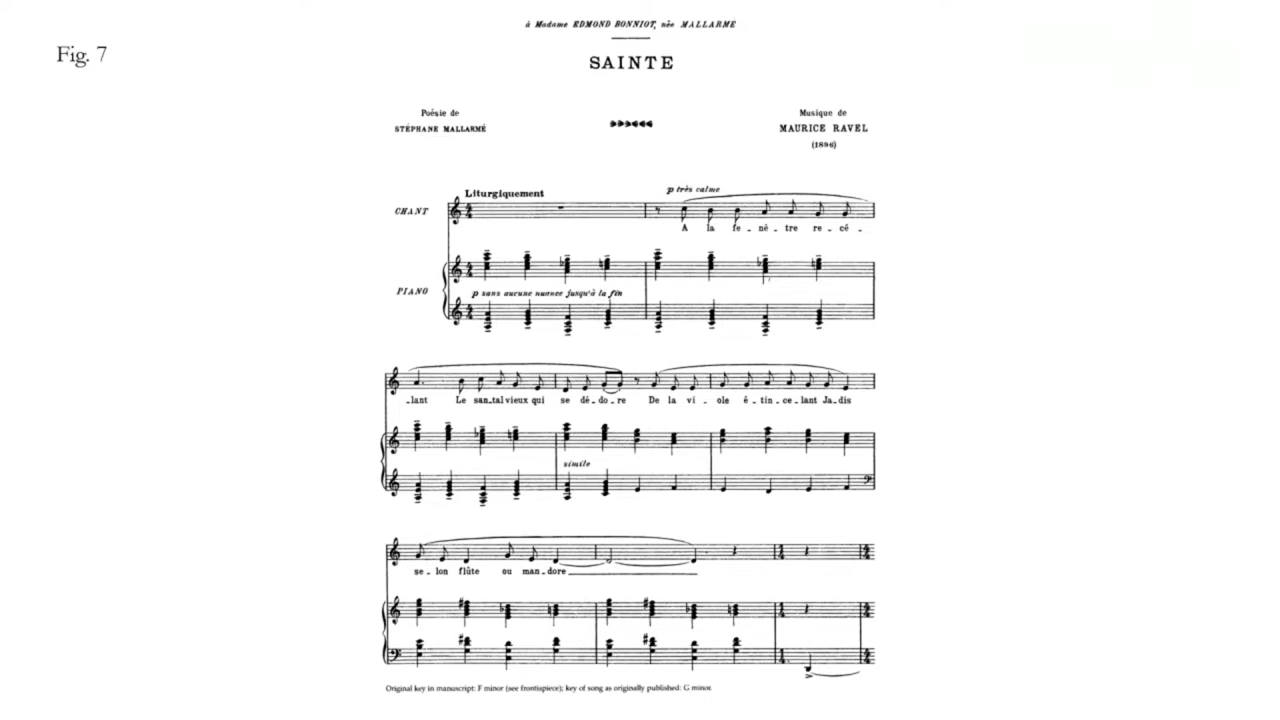 à Madame EDMOND BONNIOT, née MALLARMÉ
Fig. 7
SAINTE
Poésie de
STÉPHANE MALLARMÉ
Musique de
MAURICE RAVEL
(1896)
Liturgiquement
p très calme
CHANT
A la fe - nê - tre re - cé -
PIANO
p sans aucune nuance jusqu'à la fin
- lant Le san - tal vieux qui se dé - do - re De la vi - ole é - tin - ce - lant Ja - dis
simile
se - lon flûte ou man - dore
Original key in manuscript: F minor (see frontispiece); key of song as originally published: G minor.